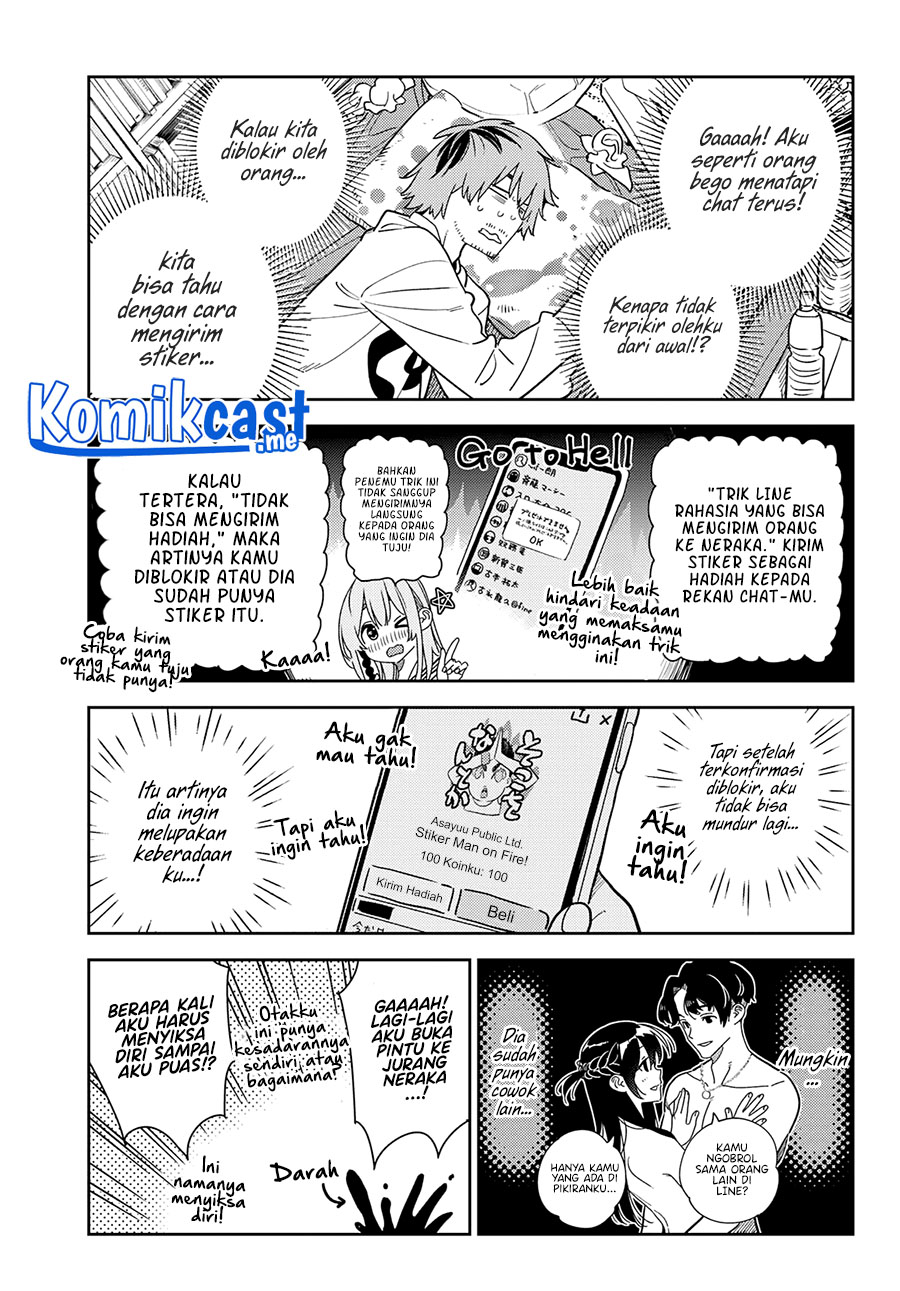 Gaaaah! Aku
seperti orang
bego menatapi
chat terus!
Kenapa tidak
terpikir olehku
dari awal!?
Kalau kita
diblokir oleh
orang...
kita
bisa tahu
dengan cara
mengirim
stiker...
Komikcast
.me
Go to Hell
"TRIK LINE
RAHASIA YANG BISA
MENGIRIM ORANG
KE NERAKA." KIRIM
STIKER SEBAGAI
HADIAH KEPADA
REKAN CHAT-MU.
OK
Lebih baik
hindari keadaan
yang memaksamu
mengginakan trik
ini!
BAHKAN
PENEMU TRIK INI
TIDAK SANGGUP
MENGIRIMNYA
LANGSUNG
KEPADA ORANG
YANG INGIN DIA
TUJU!
Kaaaa!
KALAU
TERTERA, "TIDAK
BISA MENGIRIM
HADIAH," MAKA
ARTINYA KAMU
DIBLOKIR ATAU DIA
SUDAH PUNYA
STIKER ITU.
Coba kirim
stiker yang
orang kamu tuju
tidak punya!
Tapi setelah
terkonfirmasi
diblokir, aku
tidak bisa
mundur lagi...
Aku
ingin
tahu!
Aku gak
mau tahu!
Tapi aku
ingin tahu!
Asayuu Public Ltd.
Stiker Man on Fire!
100 Koinku: 100
Kirim Hadiah
Beli
Itu artinya
dia ingin
melupakan
keberadaan
ku...!
Mungkin
...
Dia
sudah
punya
cowok
lain...
KAMU
NGOBROL
SAMA ORANG
LAIN DI
LINE?
HANYA KAMU
YANG ADA DI
PIKIRANKU...
GAAAAH!
LAGI-LAGI
AKU BUKA
PINTU KE
JURANG
NERAKA
...!
Otakku
ini punya
kesadarannya
sendiri atau
bagaimana!
BERAPA KALI
AKU HARUS
MENYIKSA
DIRI SAMPAI
AKU PUAS!?
Darah
Ini
namanya
menyiksa
diri!